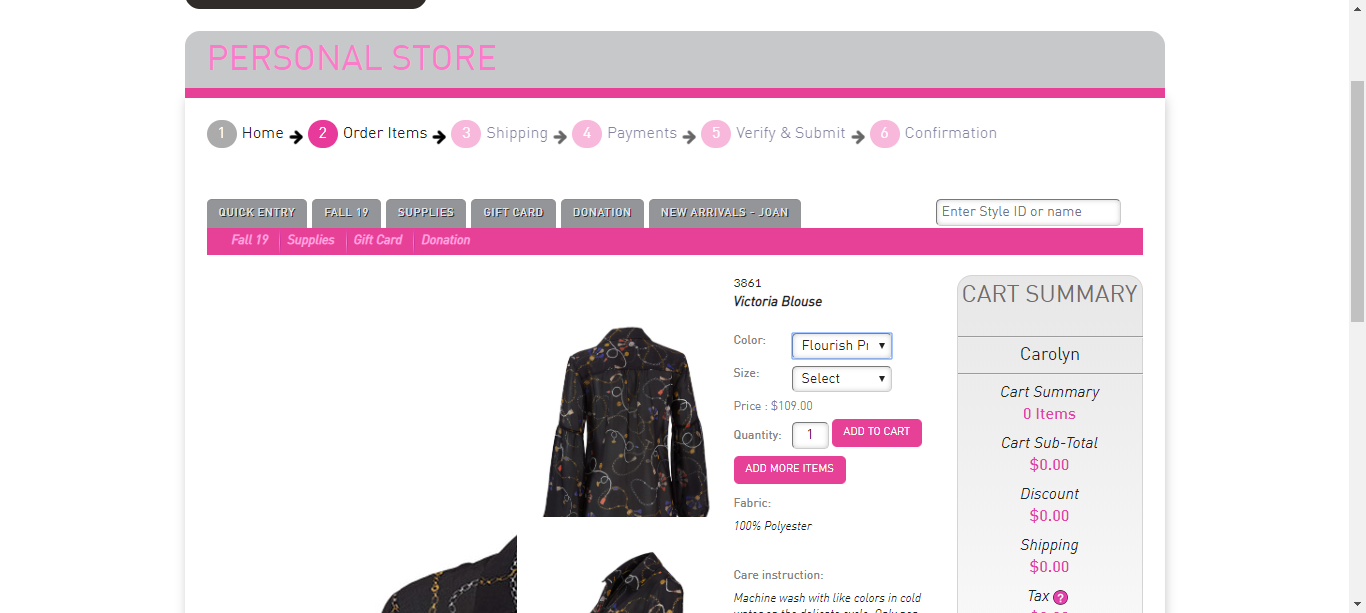 PERSONAL STORE
1 Home 2 Order Items 3 Shipping 4 Payments 5 Verify & Submit 6 Confirmation
QUICK ENTRY FALL 19 SUPPLIES GIFT CARD DONATION NEW ARRIVALS - JOAN Enter Style ID or name
Fall 19 Supplies Gift Card Donation
3861
Victoria Blouse
Color: Flourish Pr
Size: Select
Price : $109.00
Quantity: 1 ADD TO CART
ADD MORE ITEMS
Fabric:
100% Polyester
Care instruction:
Machine wash with like colors in cold
CART SUMMARY
Carolyn
Cart Summary
0 Items
Cart Sub-Total
$0.00
Discount
$0.00
Shipping
$0.00
Tax ?